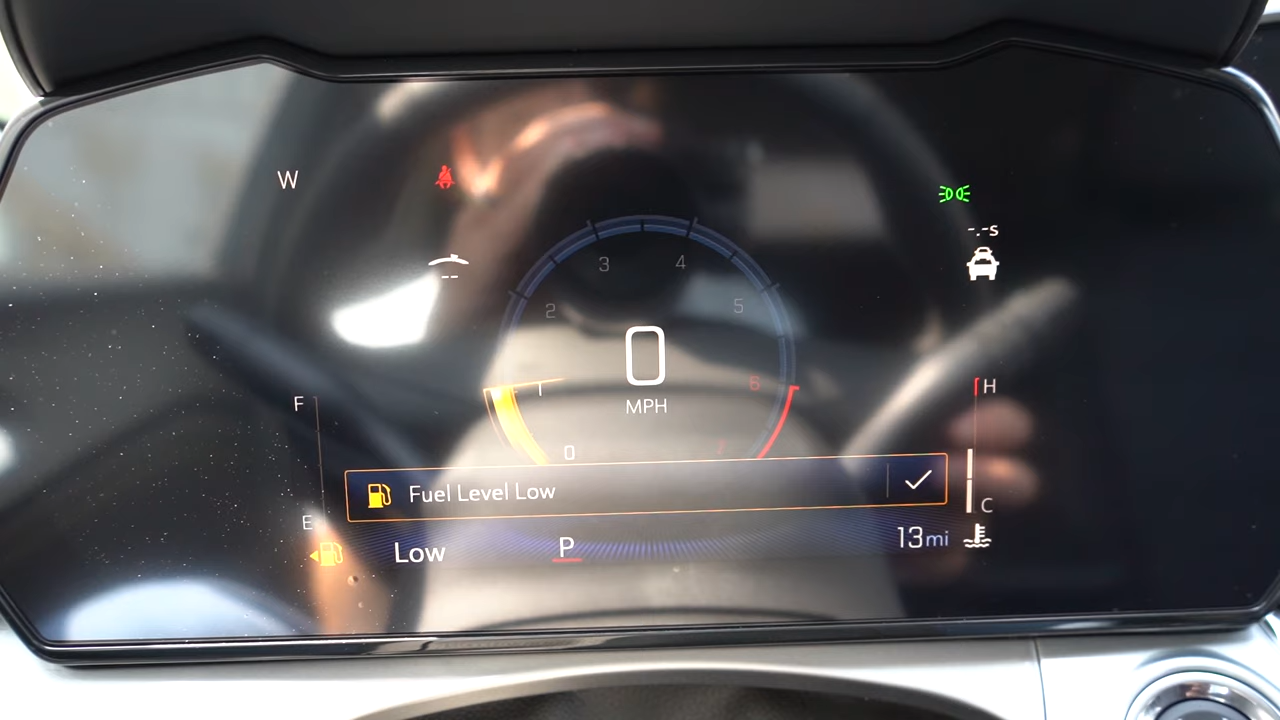 W
-.-s
--
3 4
2 5
0
1 6
MPH
F H
0
Fuel Level Low
E C
Low P 13mi